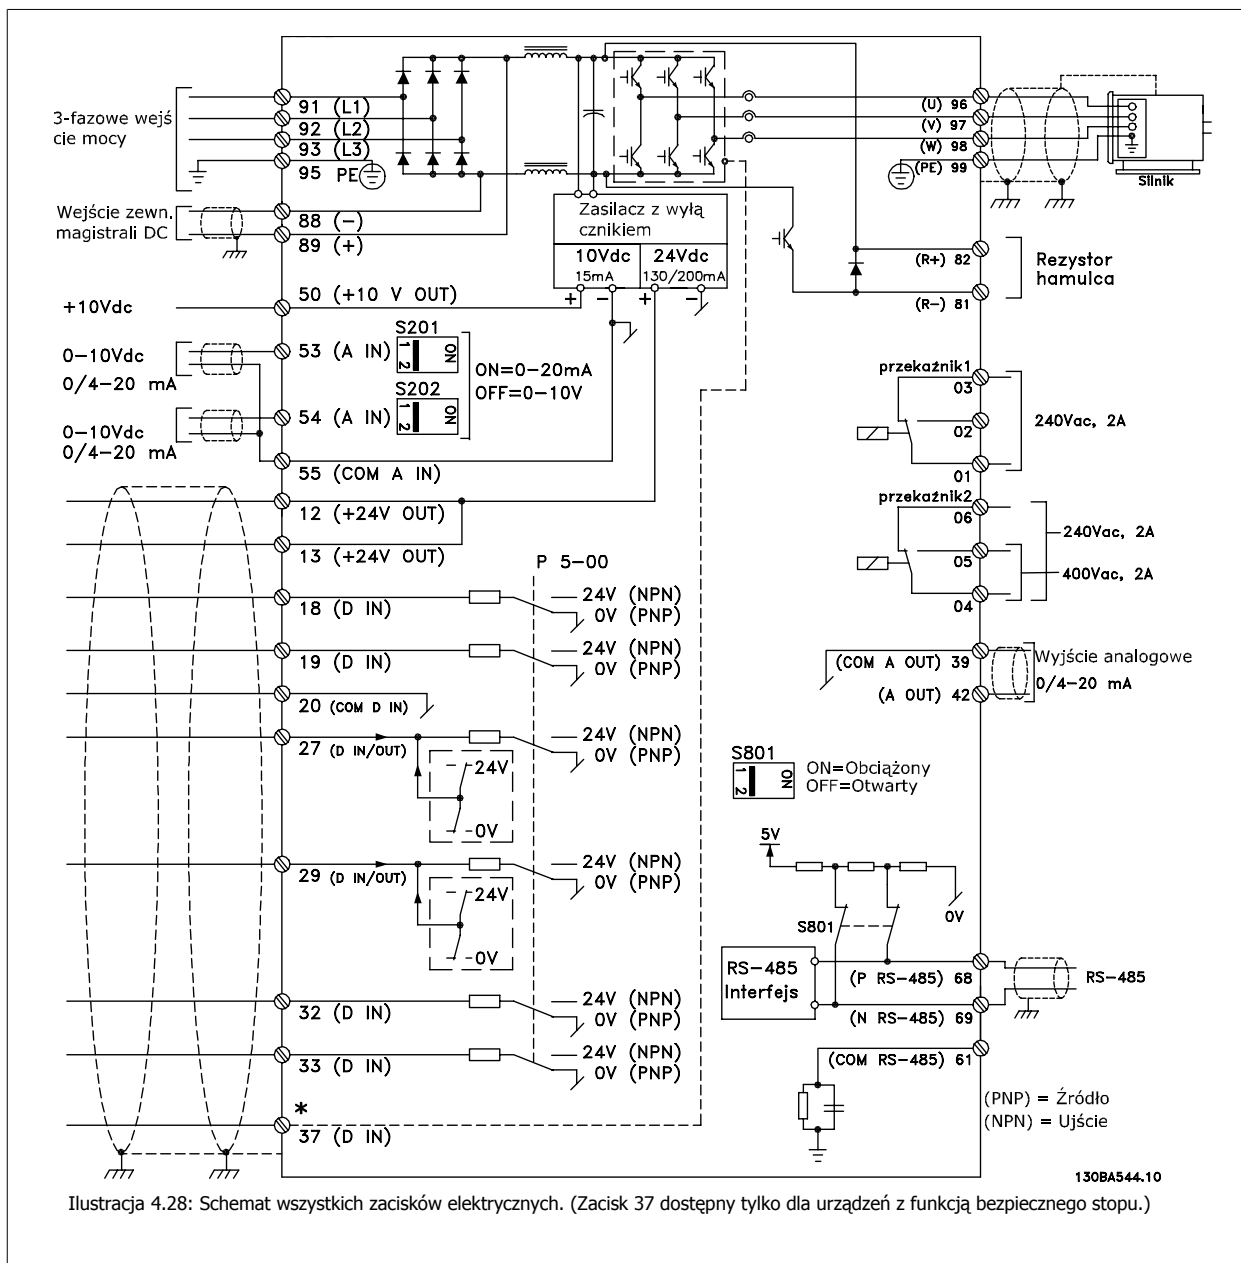 3-fazowe wejś
cie mocy
91 (L1)
92 (L2)
93 (L3)
95 PE
Wejście zewn.
magistrali DC
88 (-)
89 (+)
Zasilacz z wyłą
cznikiem
10Vdc
15mA
24Vdc
130/200mA
+ - + -
+10Vdc
50 (+10 V OUT)
0-10Vdc
0/4-20 mA
53 (A IN)
S201
1 2
ON
ON=0-20mA
OFF=0-10V
S202
1 2
ON
0-10Vdc
0/4-20 mA
54 (A IN)
55 (COM A IN)
12 (+24V OUT)
13 (+24V OUT)
P 5-00
18 (D IN)
24V (NPN)
0V (PNP)
19 (D IN)
24V (NPN)
0V (PNP)
20 (COM D IN)
27 (D IN/OUT)
24V (NPN)
0V (PNP)
24V
0V
29 (D IN/OUT)
24V (NPN)
0V (PNP)
24V
0V
32 (D IN)
24V (NPN)
0V (PNP)
33 (D IN)
24V (NPN)
0V (PNP)
*
37 (D IN)
(U) 96
(V) 97
(W) 98
(PE) 99
Silnik
(R+) 82
(R-) 81
Rezystor
hamulca
przekaźnik1
03
02
01
240Vac, 2A
przekaźnik2
06
05
04
240Vac, 2A
400Vac, 2A
(COM A OUT) 39
(A OUT) 42
Wyjście analogowe
0/4-20 mA
S801
1 2
ON
ON=Obciążony
OFF=Otwarty
5V
S801
0V
RS-485
Interfejs
(P RS-485) 68
(N RS-485) 69
RS-485
(COM RS-485) 61
(PNP) = Źródło
(NPN) = Ujście
130BA544.10
Ilustracja 4.28: Schemat wszystkich zacisków elektrycznych. (Zacisk 37 dostępny tylko dla urządzeń z funkcją bezpiecznego stopu.)